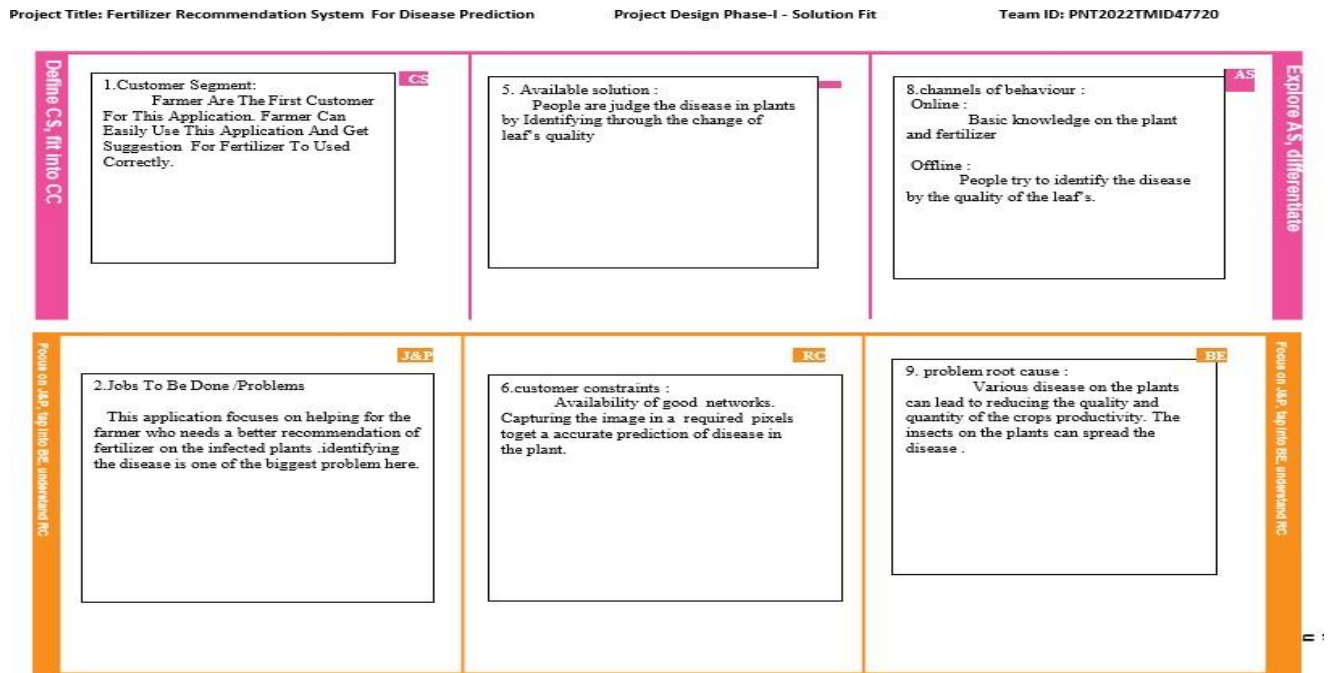 Project Title: Fertilizer Recommendation System For Disease Prediction
Project Design Phase-I - Solution Fit
Team ID: PNT2022TMID47720
Define CS, fit into CC
CS
1.Customer Segment:
Farmer Are The First Customer
For This Application. Farmer Can
Easily Use This Application And Get
Suggestion For Fertilizer To Used
Correctly.
5. Available solution :
People are judge the disease in plants
by Identifying through the change of
leaf's quality
AS
8.channels of behaviour :
Online :
Basic knowledge on the plant
and fertilizer
Offline :
People try to identify the disease
by the quality of the leaf's.
Explore AS, differentiate
Focus on J&P, tap into BE, understand RC
J&P
2.Jobs To Be Done /Problems
This application focuses on helping for the
farmer who needs a better recommendation of
fertilizer on the infected plants .identifying
the disease is one of the biggest problem here.
RC
6.customer constraints :
Availability of good networks.
Capturing the image in a required pixels
toget a accurate prediction of disease in
the plant.
BE
9. problem root cause :
Various disease on the plants
can lead to reducing the quality and
quantity of the crops productivity. The
insects on the plants can spread the
disease .
Focus on J&P, tap into BE, understand RC